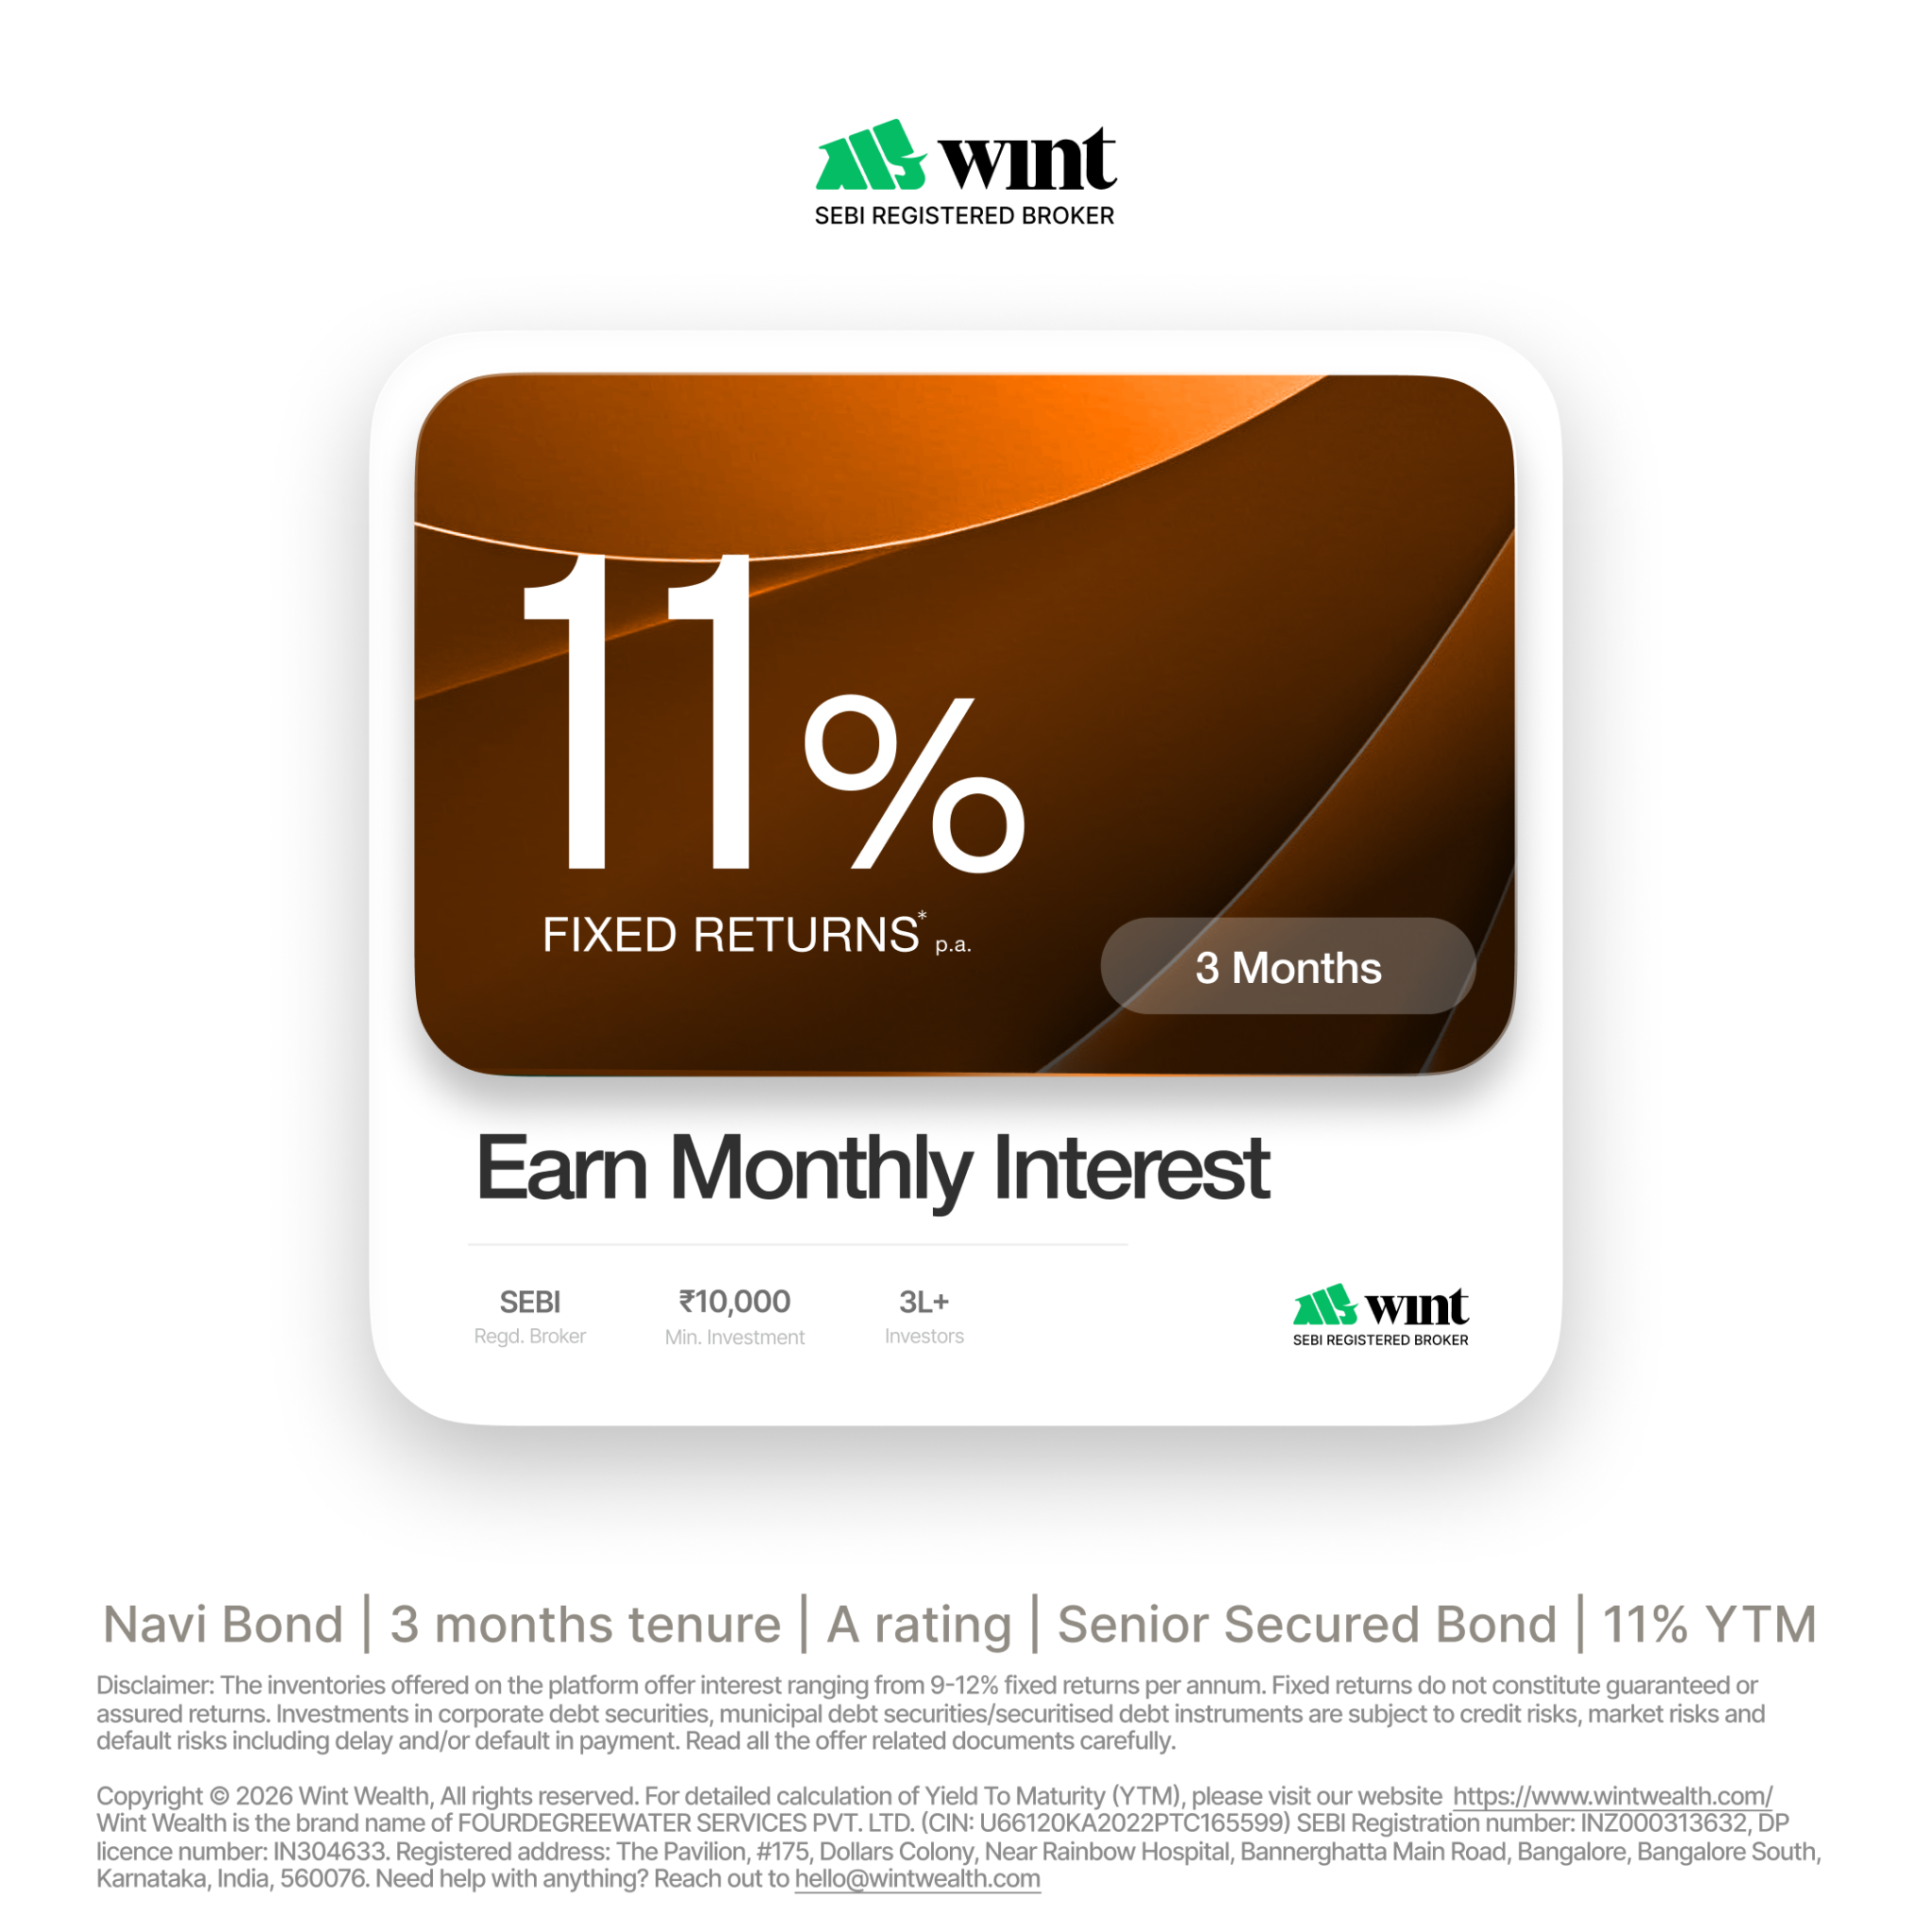 wint
SEBI REGISTERED BROKER
11%
FIXED RETURNS* p.a.
3 Months
Earn Monthly Interest
SEBI
Regd. Broker
₹10,000
Min. Investment
3L+
Investors
wint
SEBI REGISTERED BROKER
Navi Bond | 3 months tenure | A rating | Senior Secured Bond | 11% YTM
Disclaimer: The inventories offered on the platform offer interest ranging from 9-12% fixed returns per annum. Fixed returns do not constitute guaranteed or
assured returns. Investments in corporate debt securities, municipal debt securities/securitised debt instruments are subject to credit risks, market risks and
default risks including delay and/or default in payment. Read all the offer related documents carefully.
Copyright © 2026 Wint Wealth, All rights reserved. For detailed calculation of Yield To Maturity (YTM), please visit our website https://www.wintwealth.com/
Wint Wealth is the brand name of FOURDEGREEWATER SERVICES PVT. LTD. (CIN: U66120KA2022PTC165599) SEBI Registration number: INZ000313632, DP
licence number: IN304633. Registered address: The Pavilion, #175, Dollars Colony, Near Rainbow Hospital, Bannerghatta Main Road, Bangalore, Bangalore South,
Karnataka, India, 560076. Need help with anything? Reach out to hello@wintwealth.com